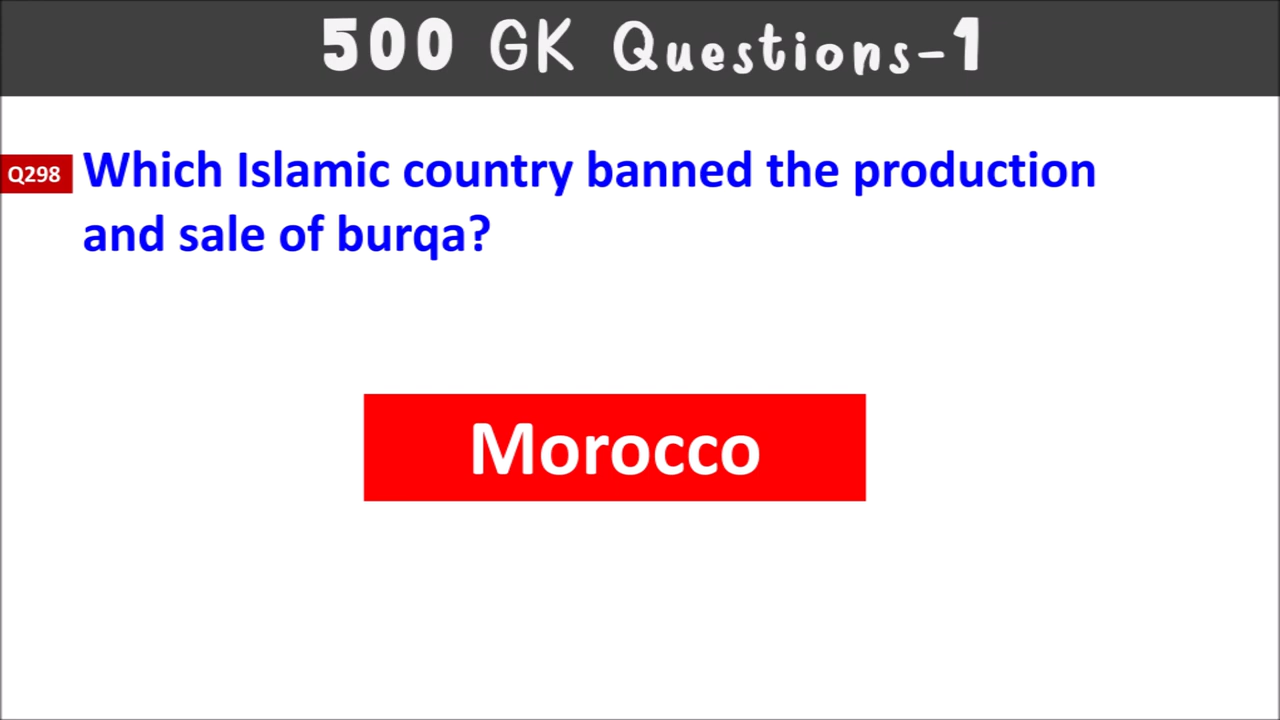 500 GK Questions-1
Q298 Which Islamic country banned the production
and sale of burqa?
Morocco